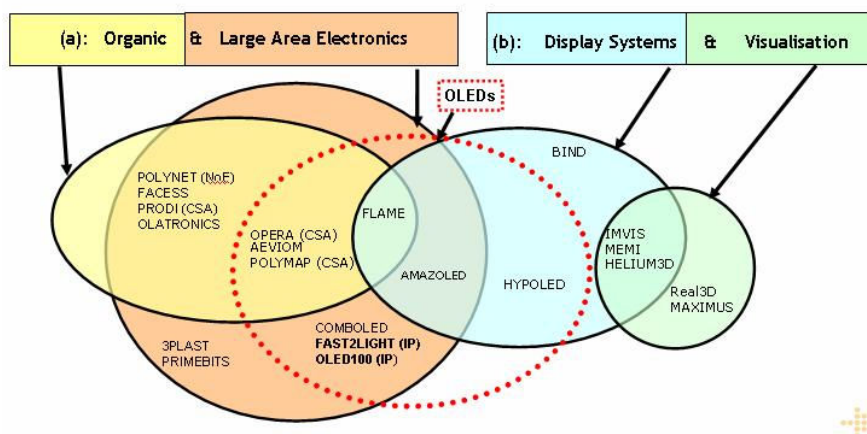 (a): Organic & Large Area Electronics
(b): Display Systems & Visualisation
OLEDs
BIND
POLYNET (NoE)
FACESS
PRODI (CSA)
OLATRONICS
OPERA (CSA)
AEVIOM
POLYMAP (CSA)
FLAME
AMAZOLED
HYPOLED
IMVIS
MEMI
HELIUM3D
Real3D
MAXIMUS
3PLAST
PRIMEBITS
COMBOLED
FAST2LIGHT (IP)
OLED100 (IP)